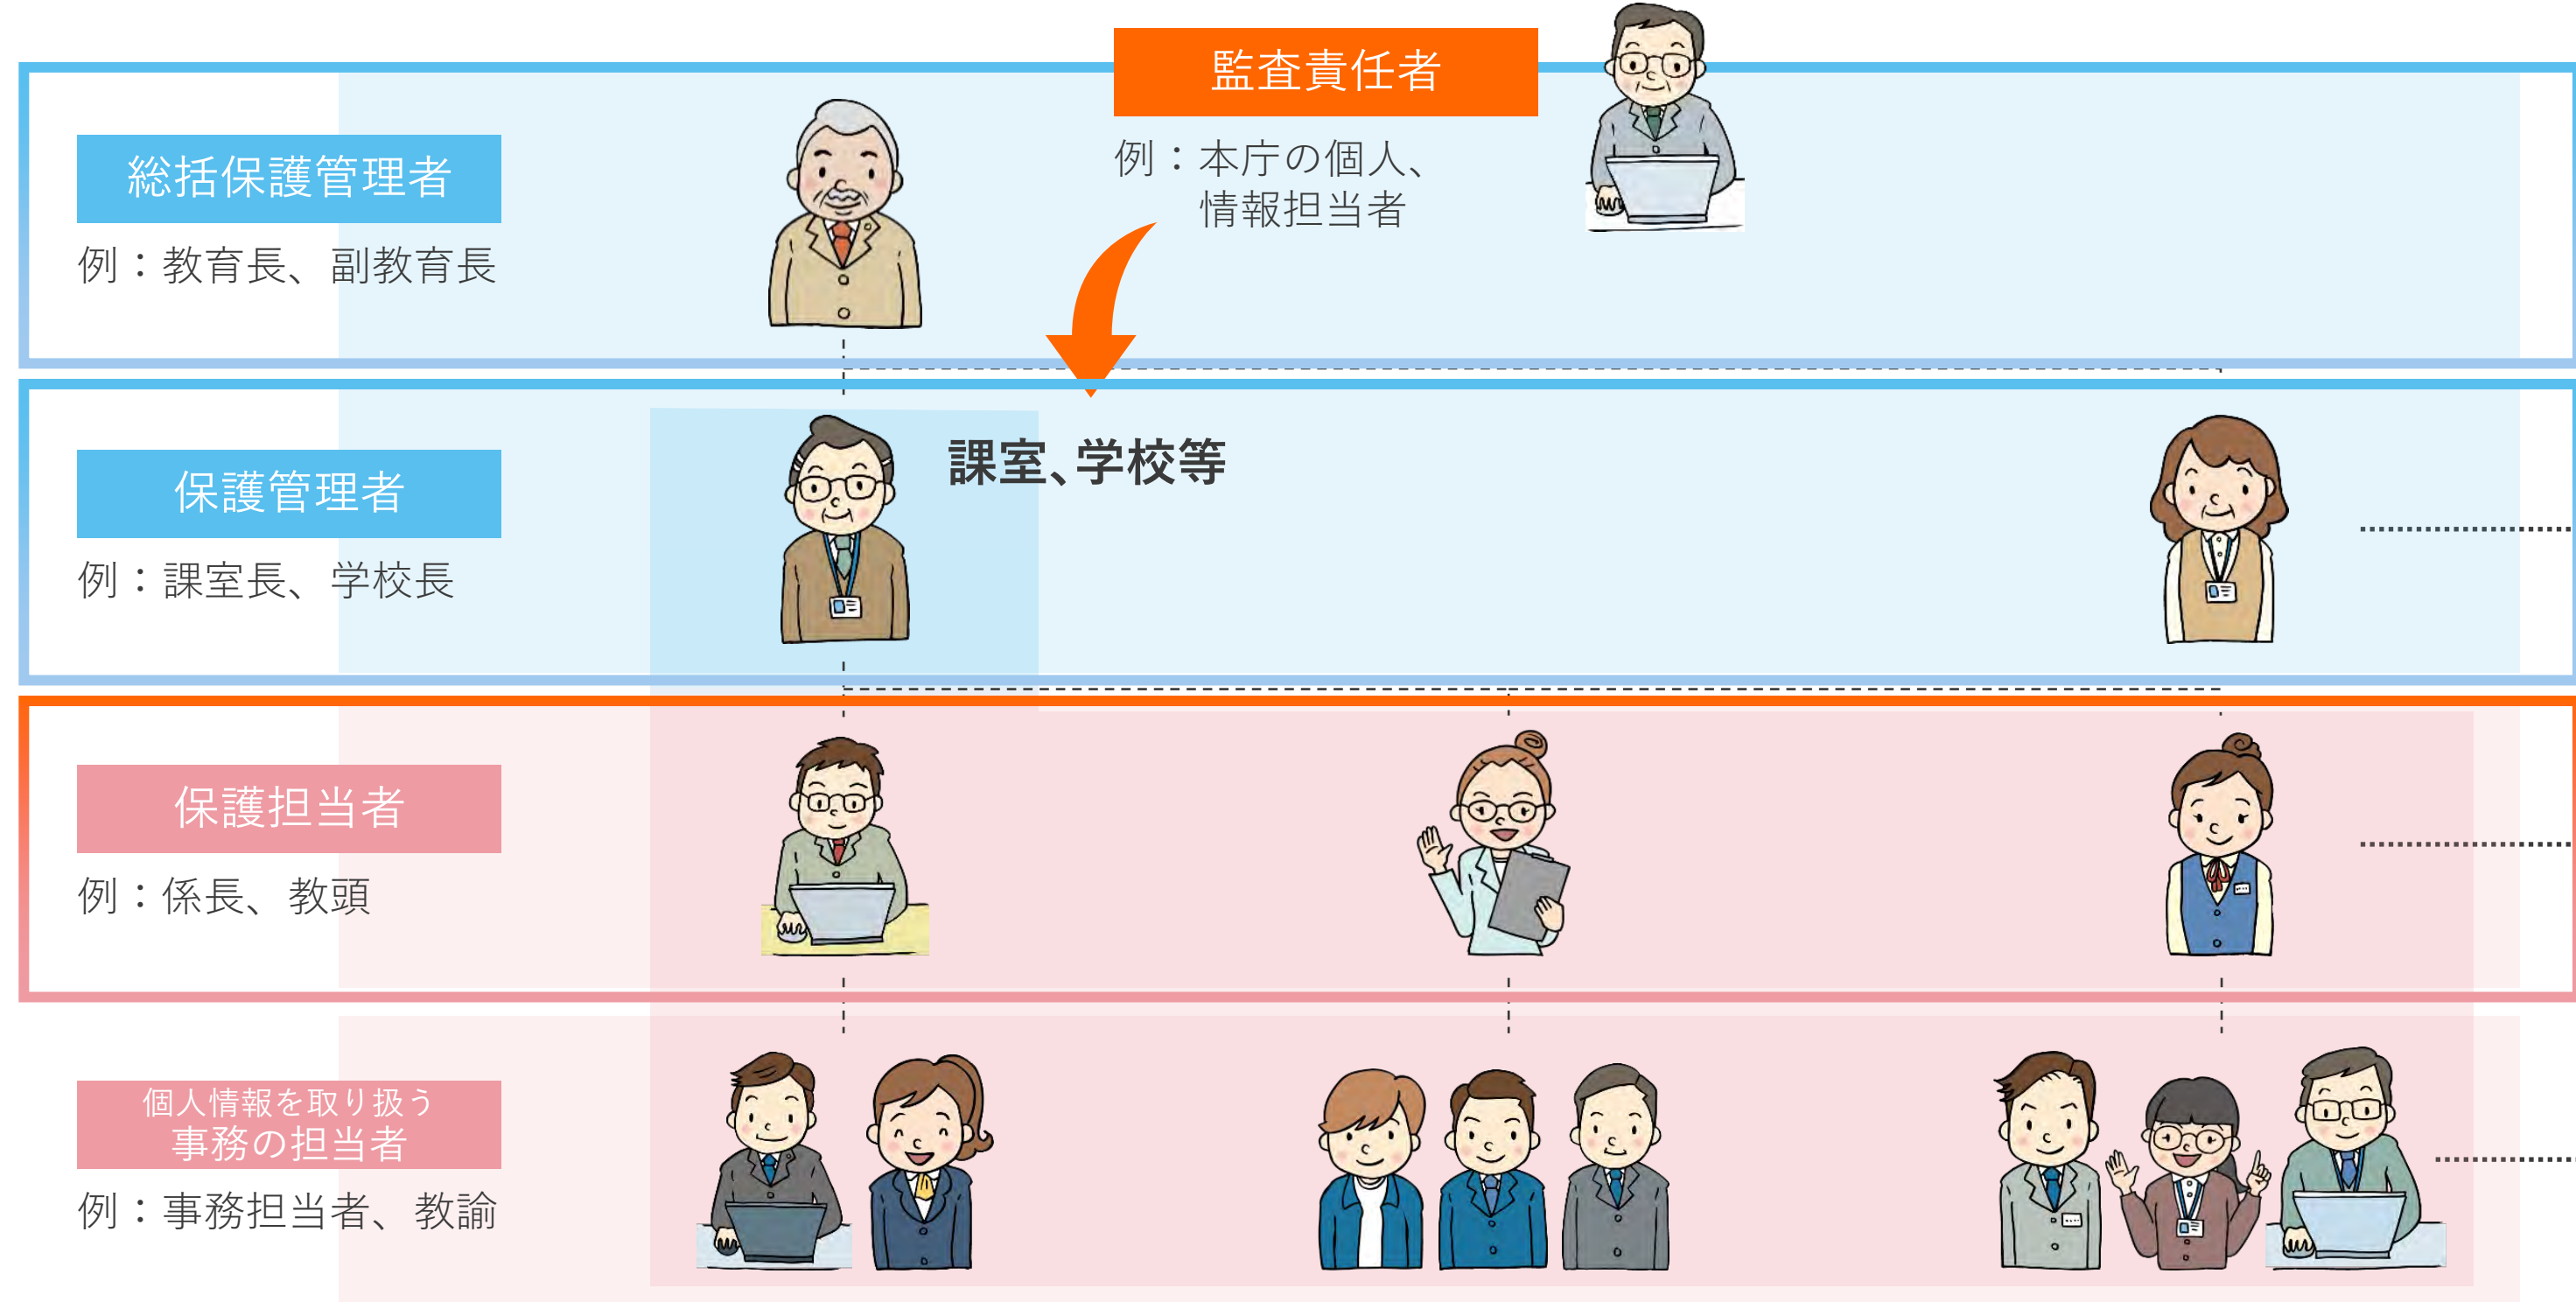 監査責任者
例：本庁の個人、
情報担当者
総括保護管理者
例：教育長、副教育長
課室、学校等
保護管理者
例：課室長、学校長
保護担当者
例：係長、教頭
個人情報を取り扱う
事務の担当者
例：事務担当者、教諭